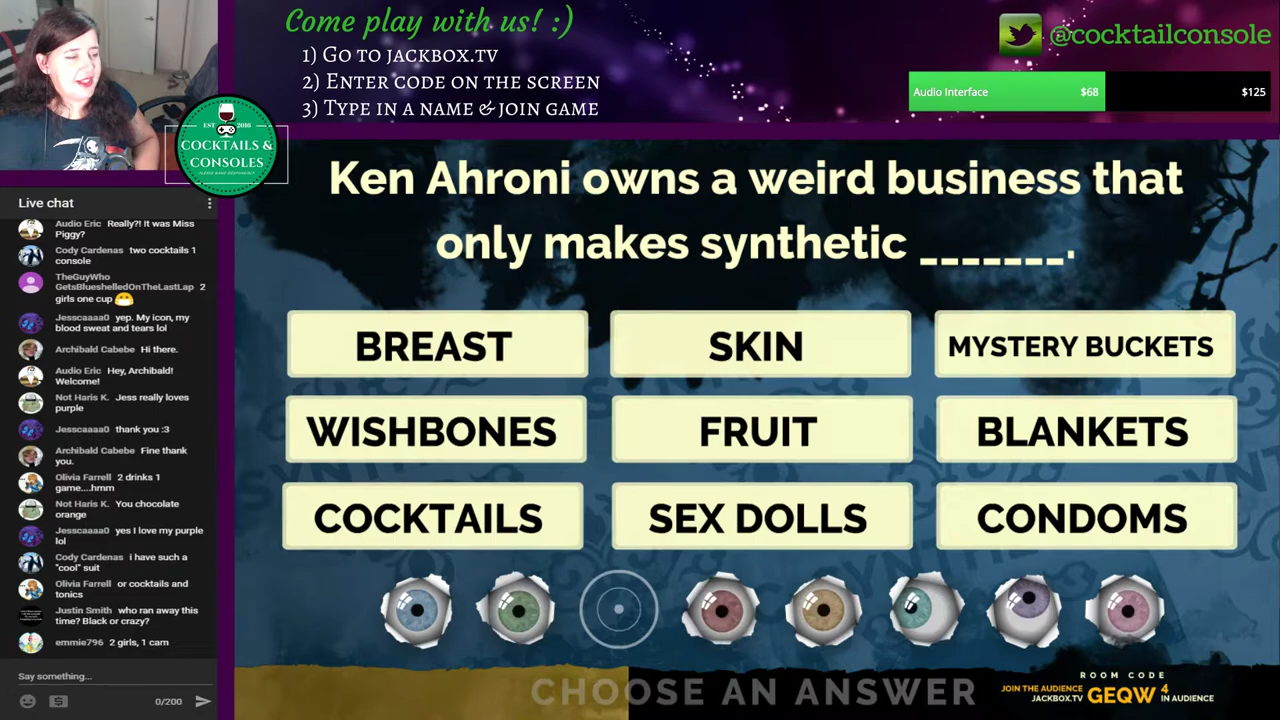 Come play with us! :)
1) Go to jackbox.tv
2) Enter code on the screen
3) Type in a name & join game
@cocktailconsole
Audio Interface $68 $125
EST 2018
COCKTAILS &
CONSOLES
Live chat
Audio Eric Really?! It was Miss
Piggy?
Cody Cardenas two cocktails 1
console
TheGuyWho
GetsBlueshelledOnTheLastLap 2
girls one cup
Jesscaaaa0 yep. My icon, my
blood sweat and tears lol
Archibald Cabebe Hi there.
Audio Eric Hey, Archibald!
Welcome!
Not Haris K. Jess really loves
purple
Jesscaaaa0 thank you :3
Archibald Cabebe Fine thank
you.
Olivia Farrell 2 drinks 1
game....hmm
Not Haris K. You chocolate
orange
Jesscaaaa0 yes I love my purple
lol
Cody Cardenas i have such a
"cool" suit
Olivia Farrell or cocktails and
tonics
Justin Smith who ran away this
time? Black or crazy?
emmie796 2 girls, 1 cam
Say something...
0/200
Ken Ahroni owns a weird business that
only makes synthetic _______.
BREAST
SKIN
MYSTERY BUCKETS
WISHBONES
FRUIT
BLANKETS
COCKTAILS
SEX DOLLS
CONDOMS
CHOOSE AN ANSWER
ROOM CODE
JOIN THE AUDIENCE
JACKBOX.TV
GEQW
4
IN AUDIENCE